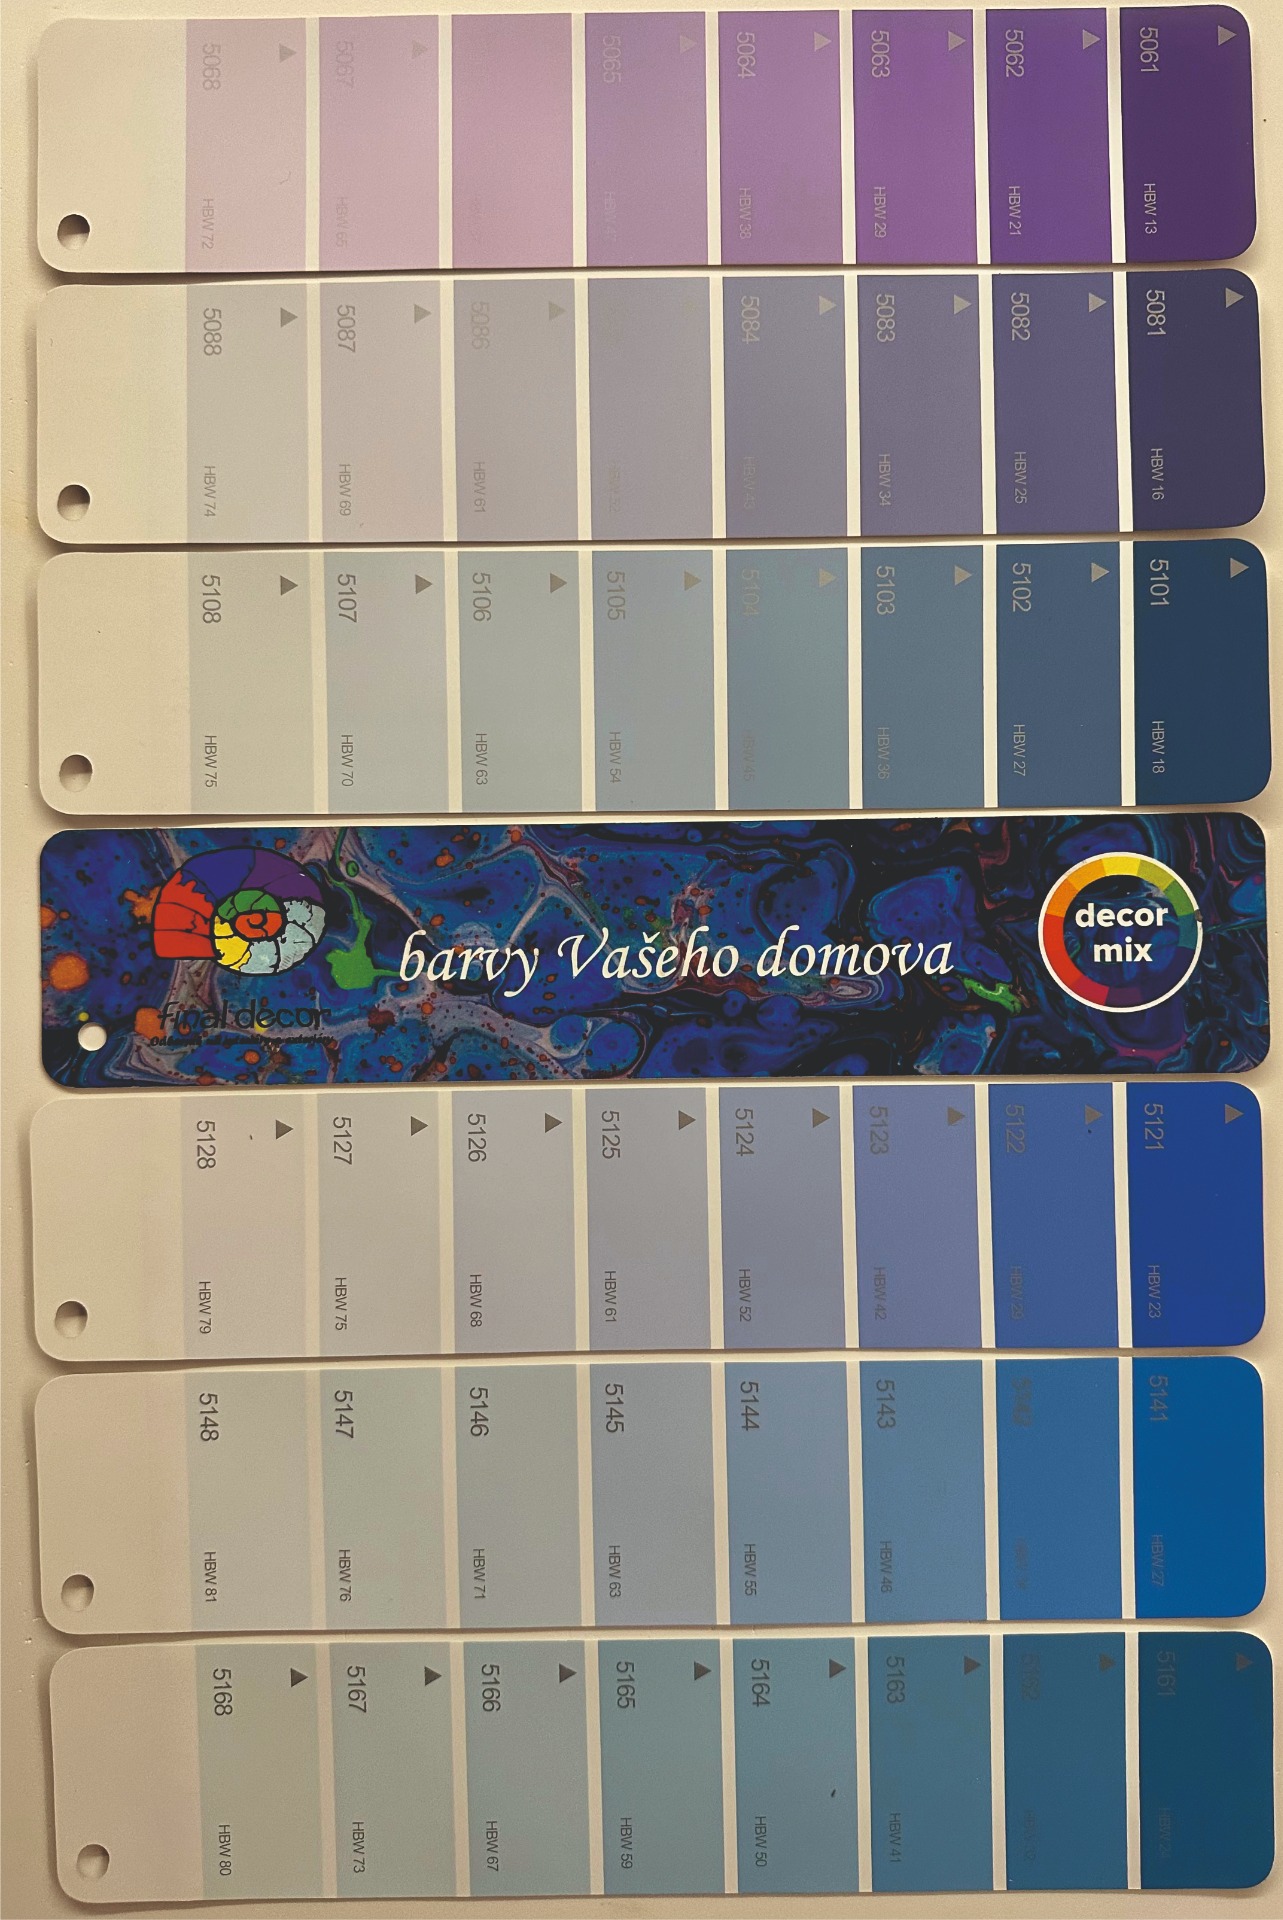 5068
HBW 72
5067
HBW 65
5065
5064
HBW 38
5063
HBW 29
5062
HBW 21
5061
HBW 13
5088
HBW 74
5087
HBW 69
5086
HBW 61
5084
HBW 43
5083
HBW 34
5082
HBW 25
5081
HBW 16
5108
HBW 75
5107
HBW 70
5106
HBW 63
5105
HBW 54
5104
HBW 45
5103
HBW 36
5102
HBW 27
5101
HBW 18
final decor
barvy Vašeho domova
decor
mix
5128
HBW 79
5127
HBW 75
5126
HBW 68
5125
HBW 61
5124
HBW 52
5123
HBW 42
5122
5121
HBW 23
5148
HBW 81
5147
HBW 76
5146
HBW 71
5145
HBW 63
5144
HBW 55
5143
HBW 46
5142
5141
HBW 27
5168
HBW 80
5167
HBW 73
5166
HBW 67
5165
HBW 59
5164
HBW 50
5163
HBW 41
5162
5161